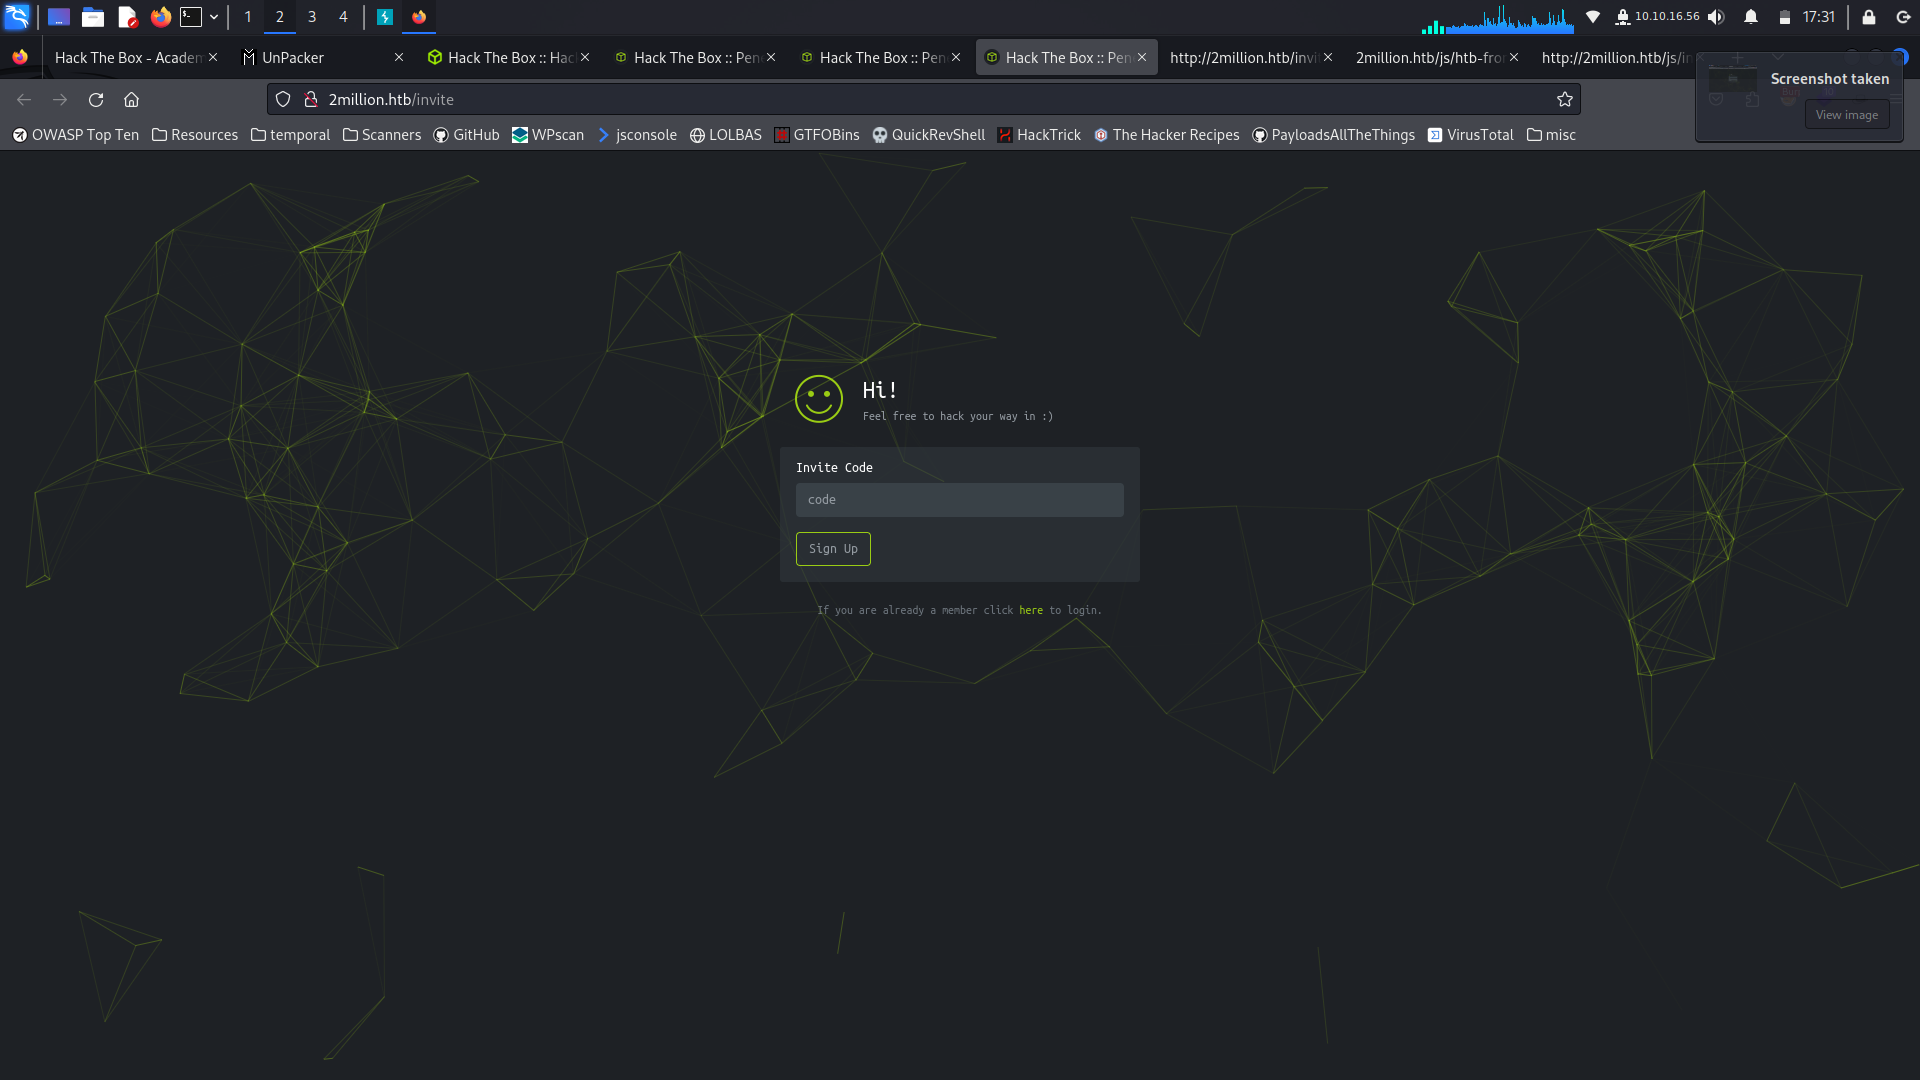 1 2 3 4 10.10.16.56 17:31
Hack The Box - Academ UnPacker Hack The Box :: Hac Hack The Box :: Pen Hack The Box :: Pen Hack The Box :: Pen http://2million.htb/invi 2million.htb/js/htb-fro http://2million.htb/js/in
Screenshot taken
View image
2million.htb/invite
OWASP Top Ten Resources temporal Scanners GitHub WPscan jsconsole LOLBAS GTFOBins QuickRevShell HackTrick The Hacker Recipes PayloadsAllTheThings VirusTotal misc
Hi!
Feel free to hack your way in :)
Invite Code
code
Sign Up
If you are already a member click here to login.